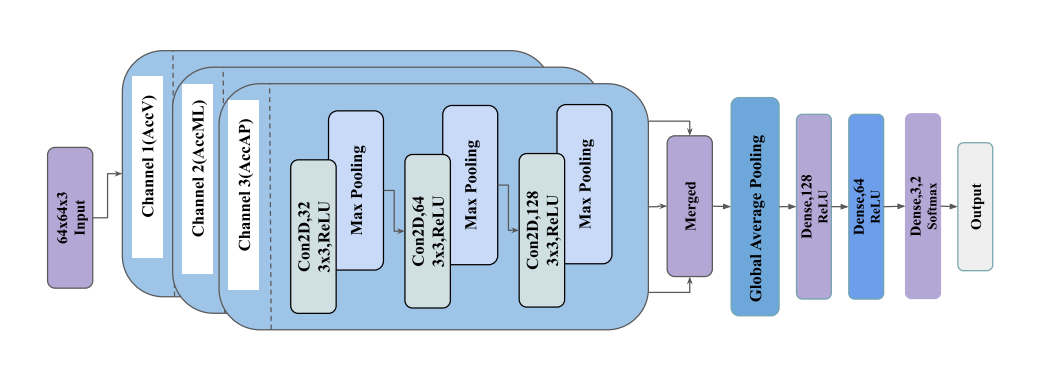 64x64x3
Input
Channel 1(AccV)
Channel 2(AccML)
Channel 3(AccAP)
Con2D,32
3x3,ReLU
Max Pooling
Con2D,64
3x3,ReLU
Max Pooling
Con2D,128
3x3,ReLU
Max Pooling
Merged
Global Average Pooling
Dense,128
ReLU
Dense,64
ReLU
Dense,3,2
Softmax
Output